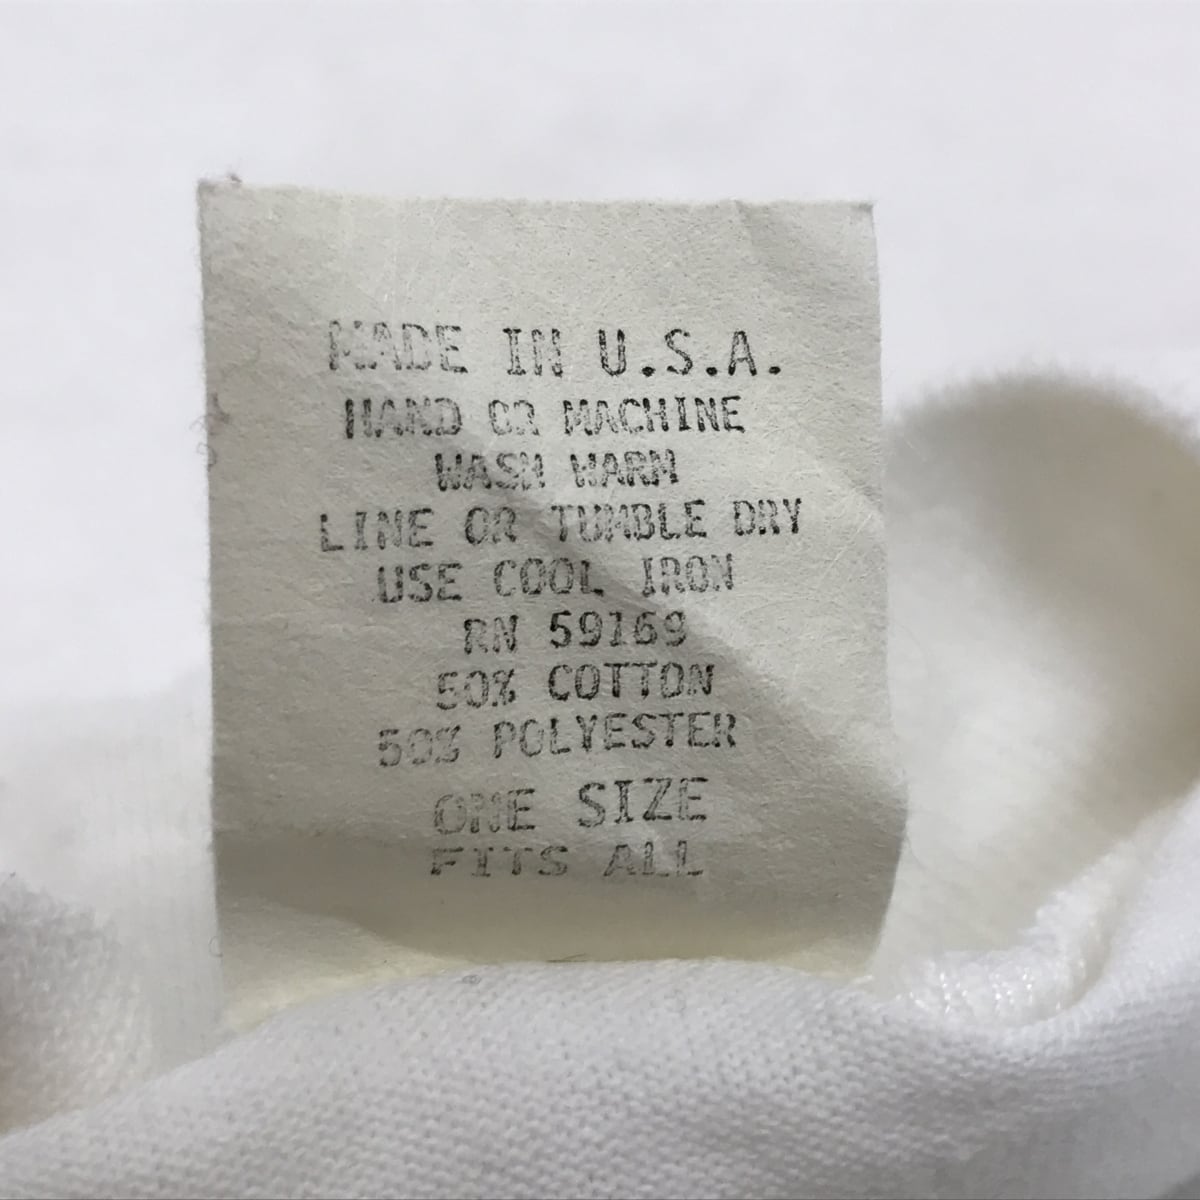 MADE IN U.S.A.
HAND OR MACHINE
WASH WARM
LINE OR TUMBLE DRY
USE COOL IRON
RN 59169
50% COTTON
50% POLYESTER
ONE SIZE
FITS ALL